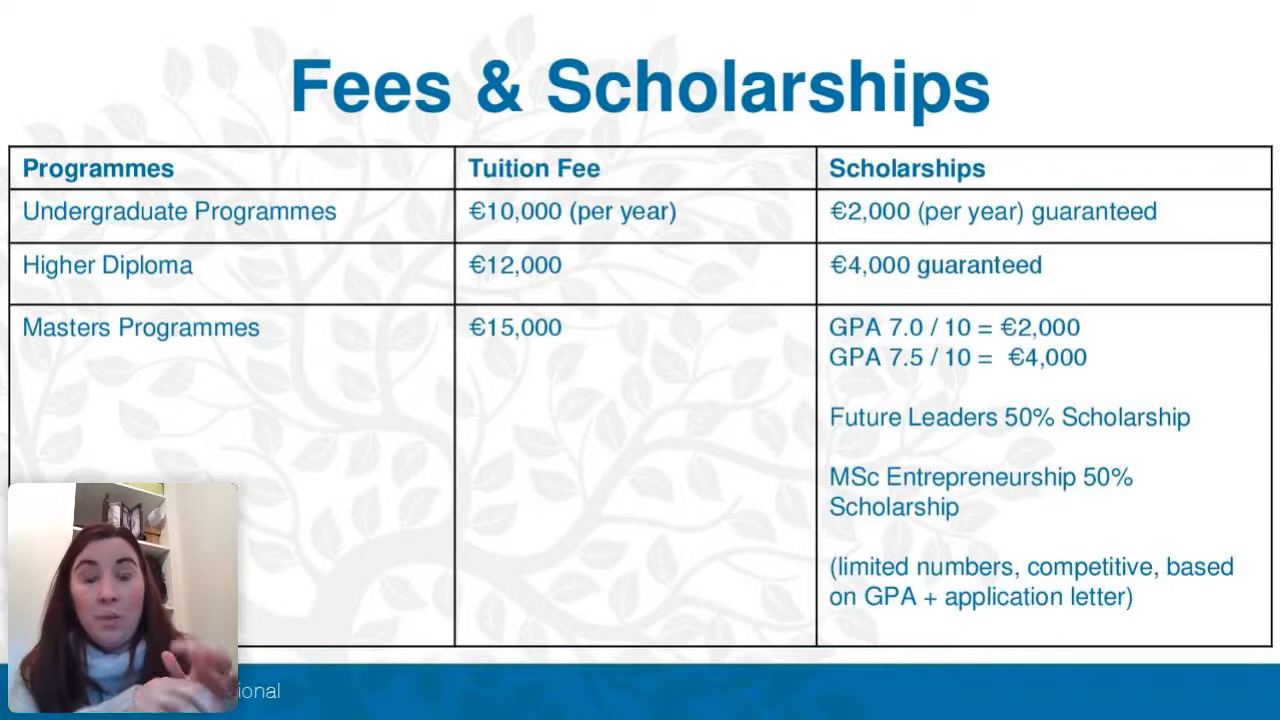 Fees & Scholarships
Programmes Tuition Fee Scholarships
Undergraduate Programmes €10,000 (per year) €2,000 (per year) guaranteed
Higher Diploma €12,000 €4,000 guaranteed
Masters Programmes €15,000 GPA 7.0 / 10 = €2,000
GPA 7.5 / 10 = €4,000
Future Leaders 50% Scholarship
MSc Entrepreneurship 50%
Scholarship
(limited numbers, competitive, based
on GPA + application letter)